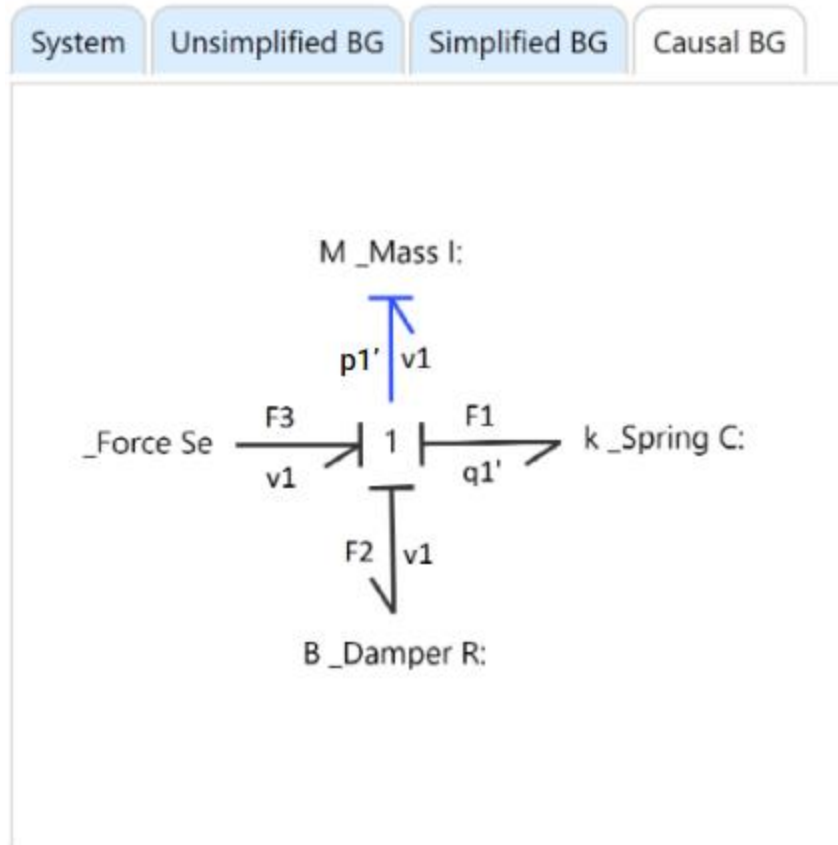 System Unsimplified BG Simplified BG Causal BG
M _Mass I:
p1’ v1
_Force Se F3 v1 1 F1 q1' k _Spring C:
F2 v1
B _Damper R: